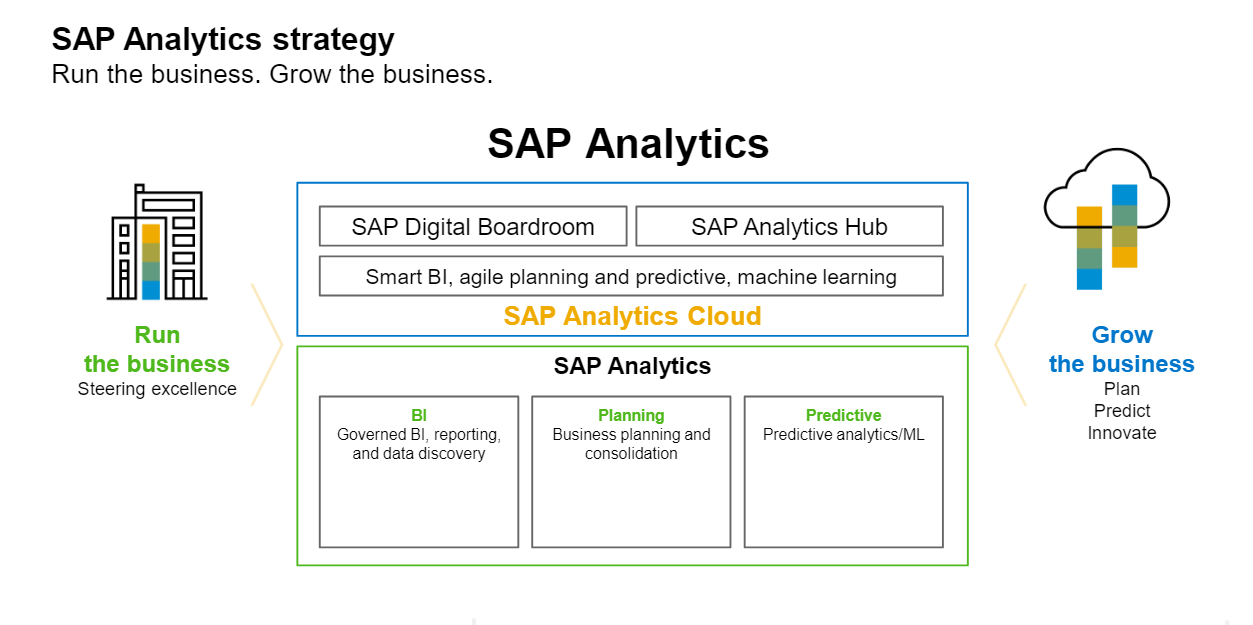 SAP Analytics strategy
Run the business. Grow the business.
SAP Analytics
SAP Digital Boardroom
SAP Analytics Hub
Smart BI, agile planning and predictive, machine learning
SAP Analytics Cloud
Run
the business
Steering excellence
Grow
the business
Plan
Predict
Innovate
SAP Analytics
BI
Governed BI, reporting,
and data discovery
Planning
Business planning and
consolidation
Predictive
Predictive analytics/ML